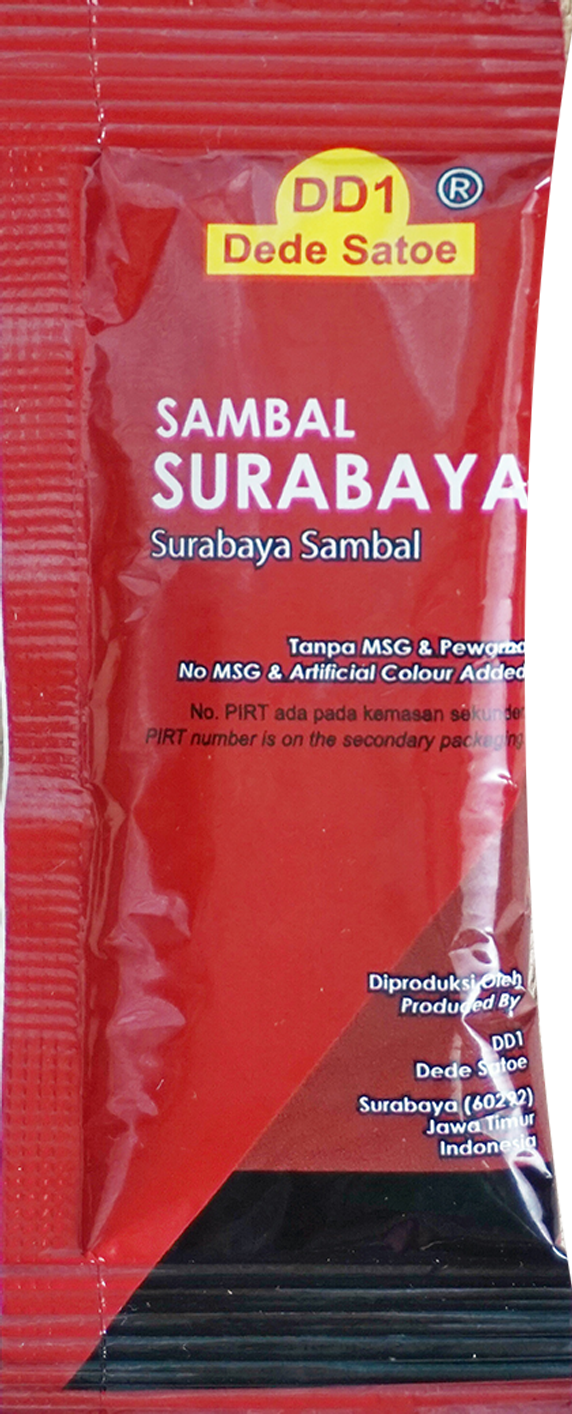 DD1 ®
Dede Satoe
SAMBAL
SURABAYA
Surabaya Sambal
Tanpa MSG &
No MSG & Artificial Colour Added
No. PIRT ada pada kemasan sekunder
PIRT number is on the secondary packaging
Diproduksi Oleh
Produced By
DD1
Dede Satoe
Surabaya (60292)
Jawa Timur
Indonesia